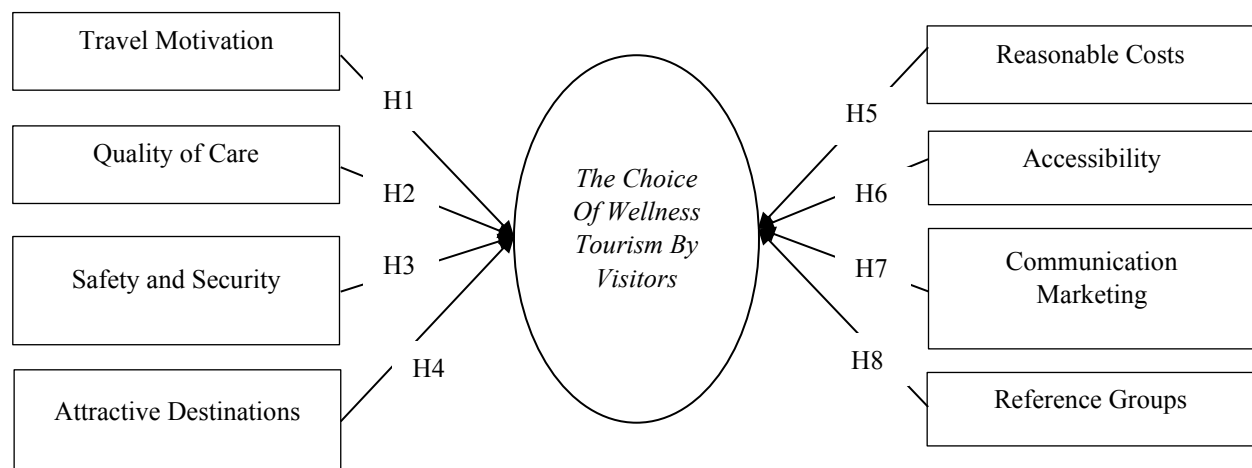 Travel Motivation
H1
Quality of Care
H2
Safety and Security
H3
Attractive Destinations
H4
The Choice
Of Wellness
Tourism By
Visitors
Reasonable Costs
H5
Accessibility
H6
Communication
Marketing
H7
Reference Groups
H8